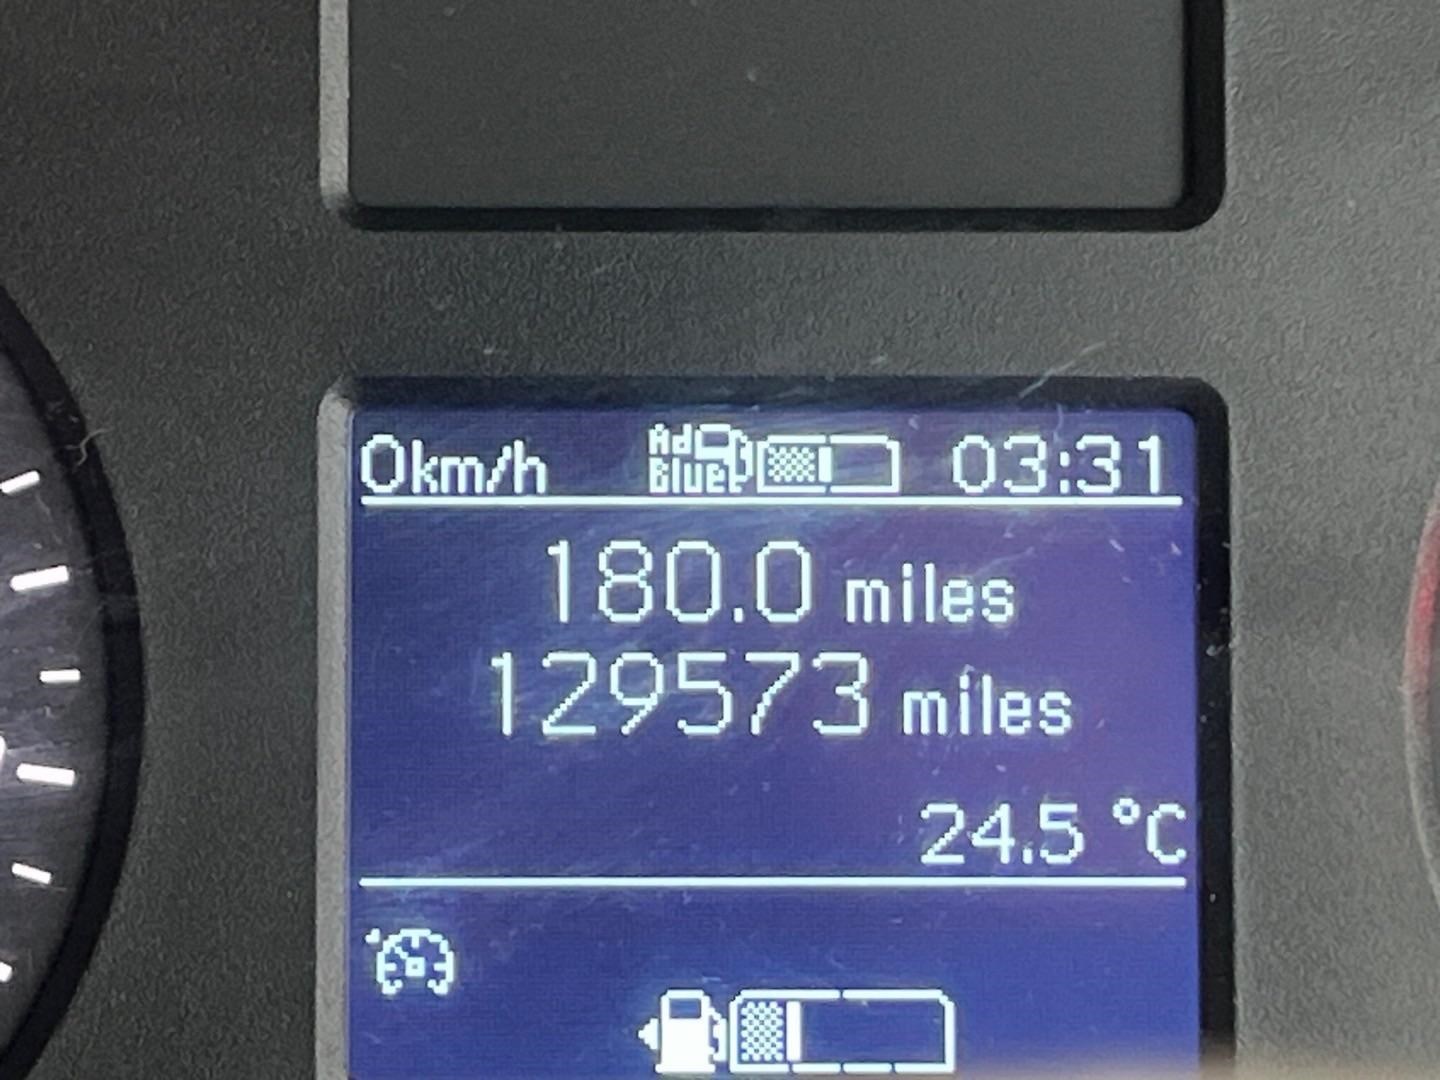 0km/h AdBlue 03:31
180.0 miles
129573 miles
24.5 °C